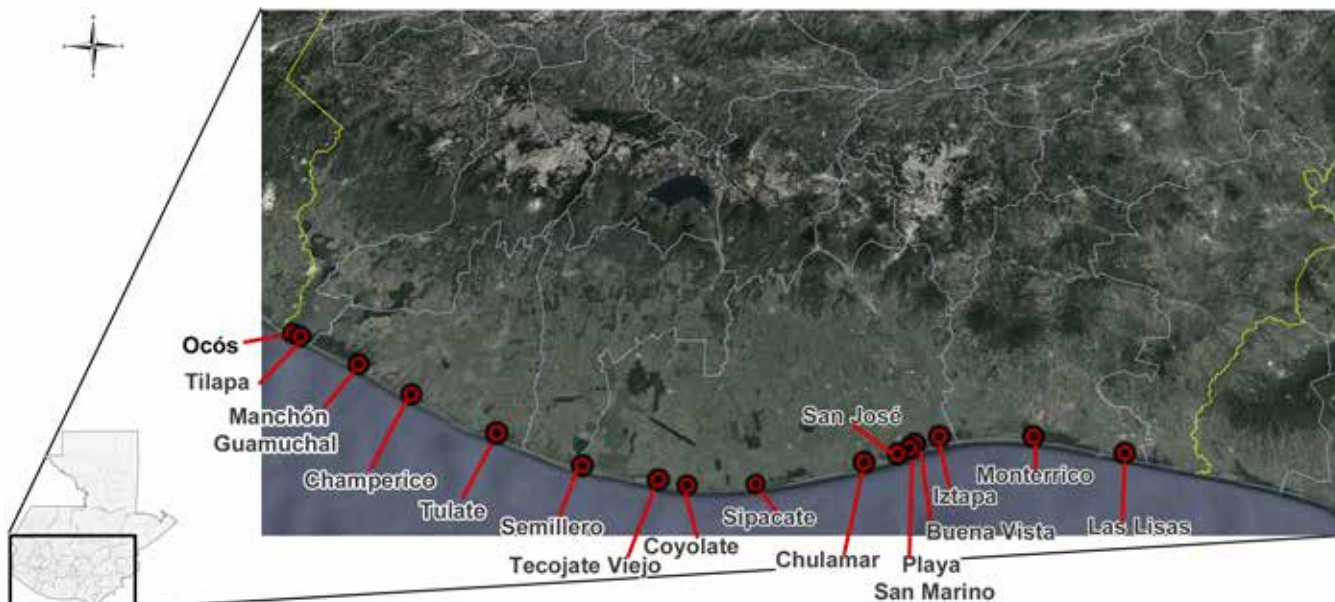 Ocós
Tilapa
Manchón
Guamuchal
Champerico
Tulate
Semillero
Tecojate Viejo
Coyolate
Sipacate
Chulamar
San José
Playa
San Marino
Buena Vista
Iztapa
Monterrico
Las Lisas